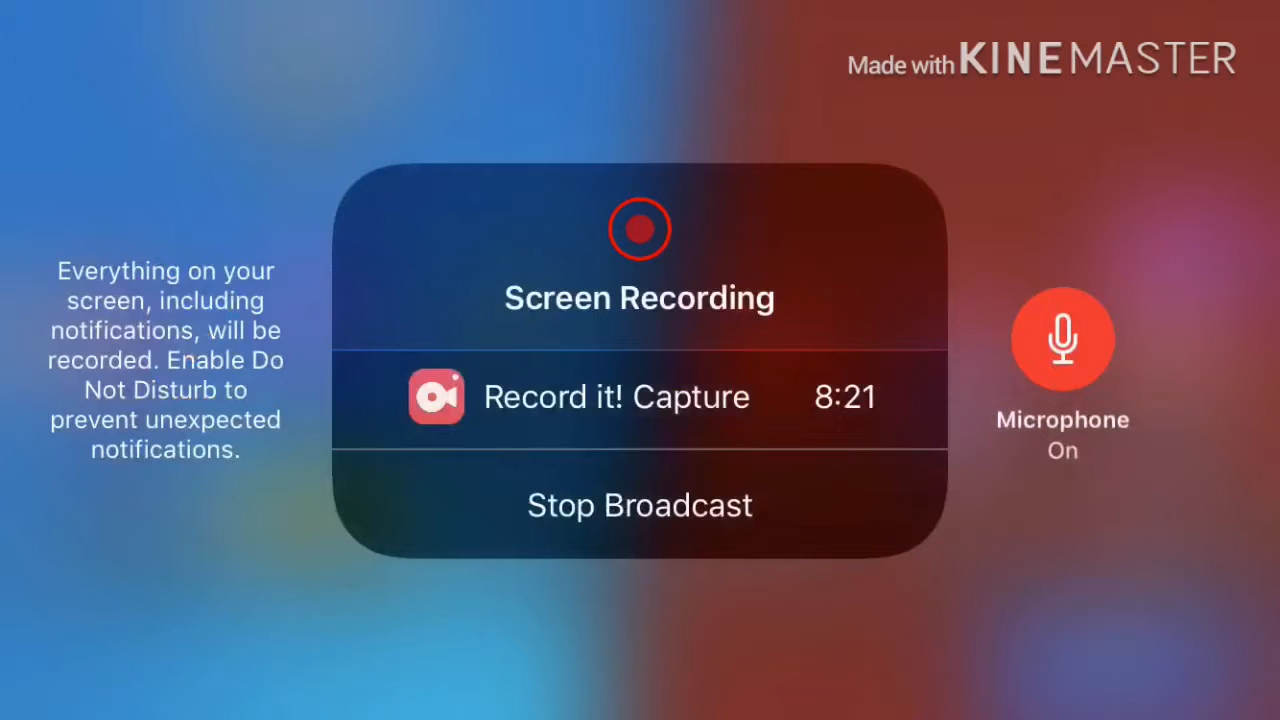 Made with KINEMASTER
Everything on your
screen, including
notifications, will be
recorded. Enable Do
Not Disturb to
prevent unexpected
notifications.
Screen Recording
Record it! Capture 8:21
Stop Broadcast
Microphone
On